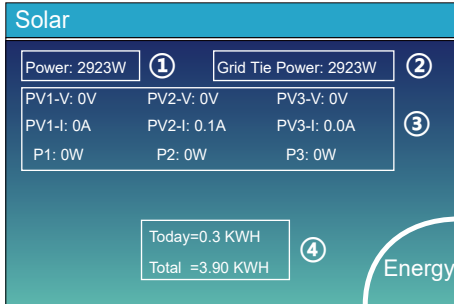 Solar
Power: 2923W ① Grid Tie Power: 2923W ②
PV1-V: 0V PV2-V: 0V PV3-V: 0V
PV1-I: 0A PV2-I: 0.1A PV3-I: 0.0A ③
P1: 0W P2: 0W P3: 0W
Today=0.3 KWH
④
Total =3.90 KWH
Energy